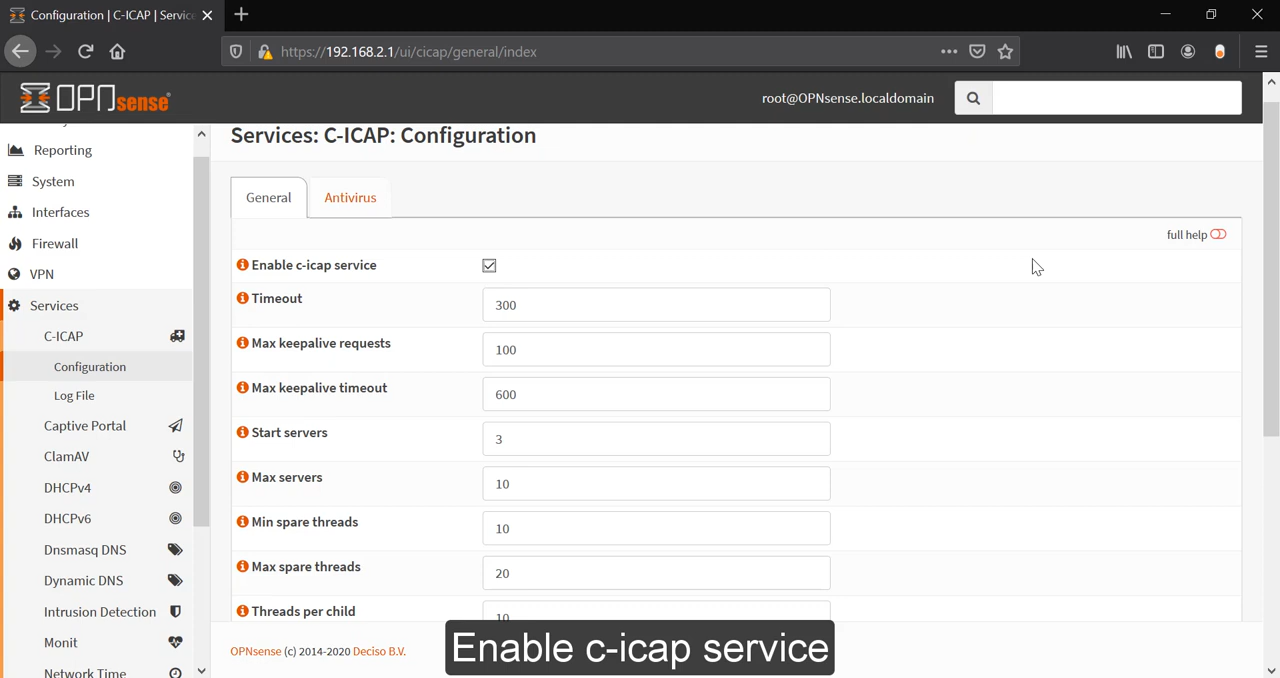 Configuration | C-ICAP | Service
https://192.168.2.1/ui/cicap/general/index
OPNsense
root@OPNsense.localdomain
Reporting
System
Interfaces
Firewall
VPN
Services
C-ICAP
Configuration
Log File
Captive Portal
ClamAV
DHCPv4
DHCPv6
Dnsmasq DNS
Dynamic DNS
Intrusion Detection
Monit
Network Time
Services: C-ICAP: Configuration
General
Antivirus
full help
Enable c-icap service
Timeout
300
Max keepalive requests
100
Max keepalive timeout
600
Start servers
3
Max servers
10
Min spare threads
10
Max spare threads
20
Threads per child
10
OPNsense (c) 2014-2020 Deciso B.V.
Enable c-icap service